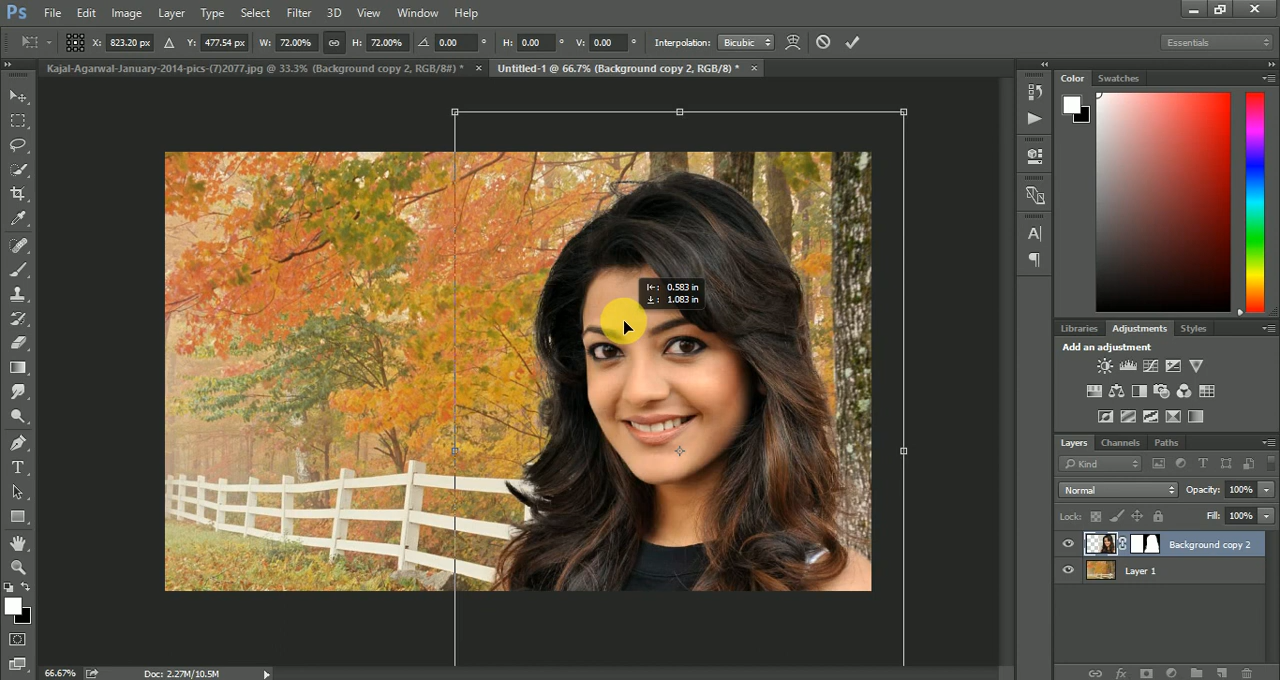 Ps File Edit Image Layer Type Select Filter 3D View Window Help
X: 823.20 px Y: 477.54 px W: 72.00% H: 72.00% 0.00 ° H: 0.00 ° V: 0.00 ° Interpolation: Bicubic Essentials
Kajal-Agarwal-January-2014-pics-(7)2077.jpg @ 33.3% (Background copy 2, RGB/8#) * × Untitled-1 @ 66.7% (Background copy 2, RGB/8) * ×
Color Swatches
0.583 in
1.083 in
Libraries Adjustments Styles
Add an adjustment
Layers Channels Paths
Kind
Normal Opacity: 100%
Lock: Fill: 100%
Background copy 2
Layer 1
66.67% Doc: 2.27M/10.5M